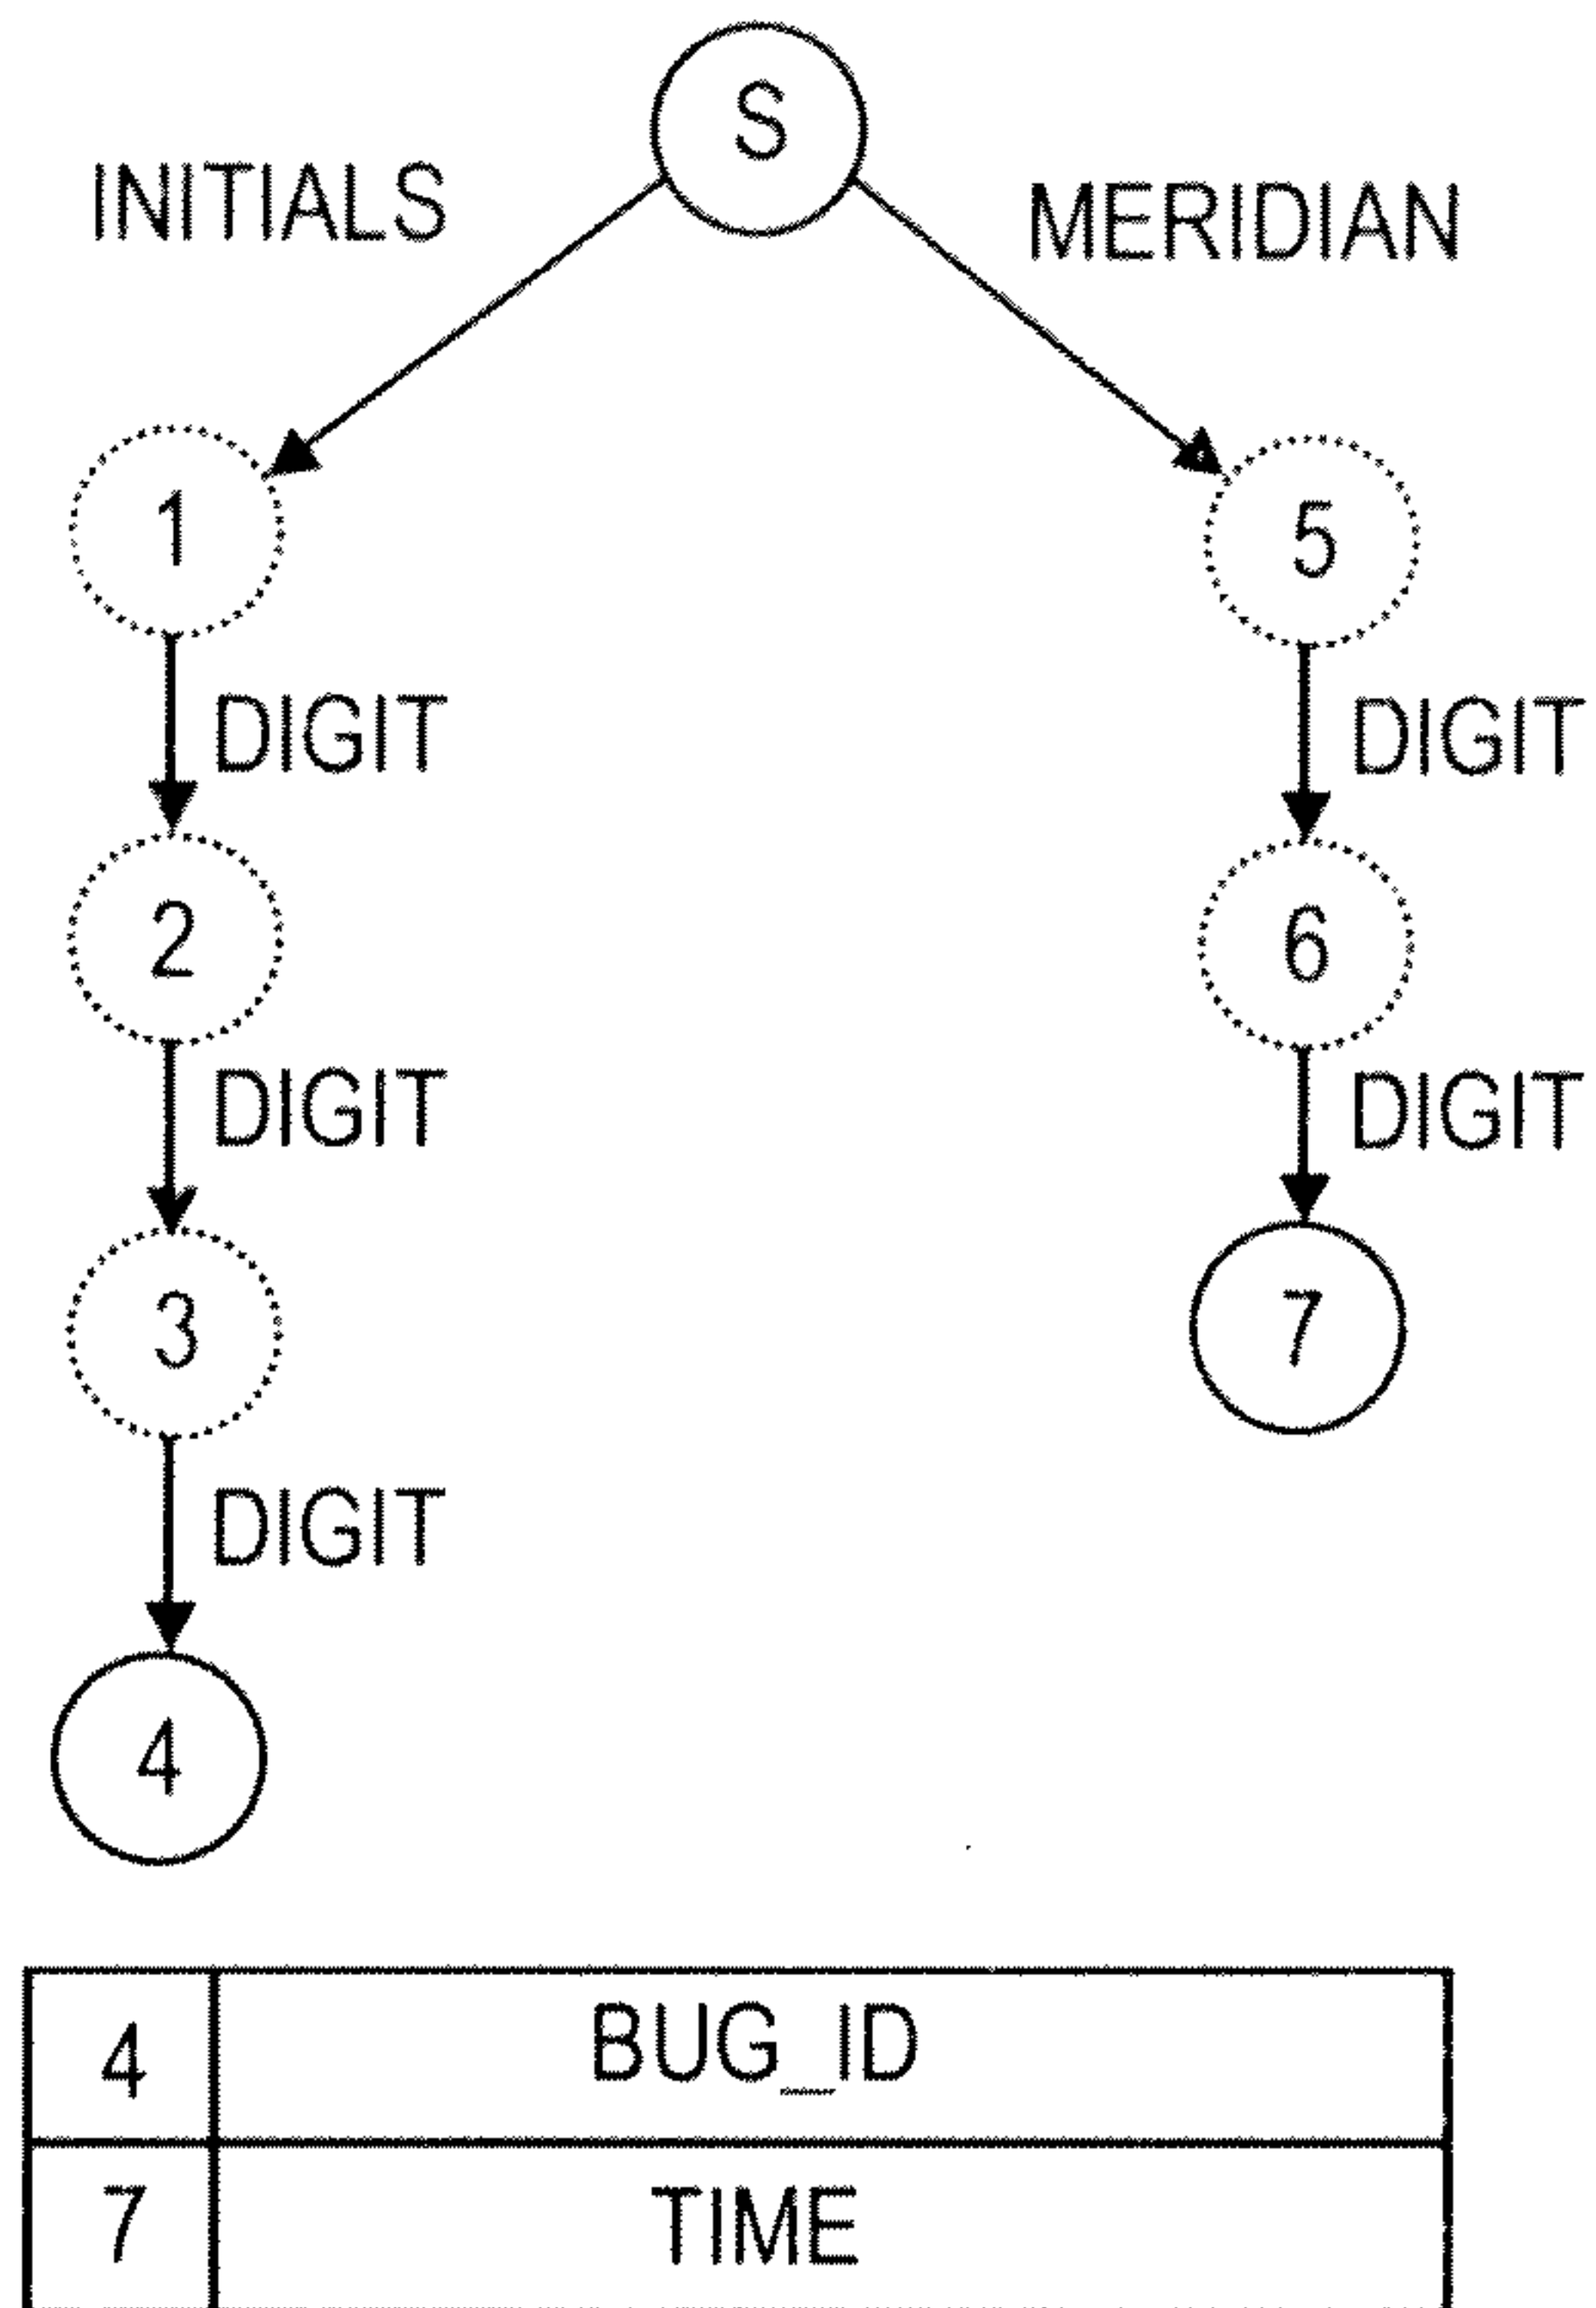 S
INITIALS MERIDIAN
1 5
DIGIT DIGIT
2 6
DIGIT DIGIT
3 7
DIGIT
4
4 BUG_ID
7 TIME